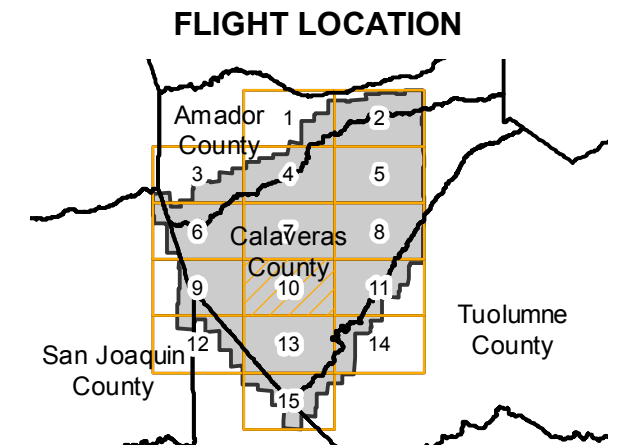 FLIGHT LOCATION
Amador
County
1
2
3
4
5
6
7
8
Calaveras
County
9
10
11
Tuolumne
County
12
13
14
San Joaquin
County
15